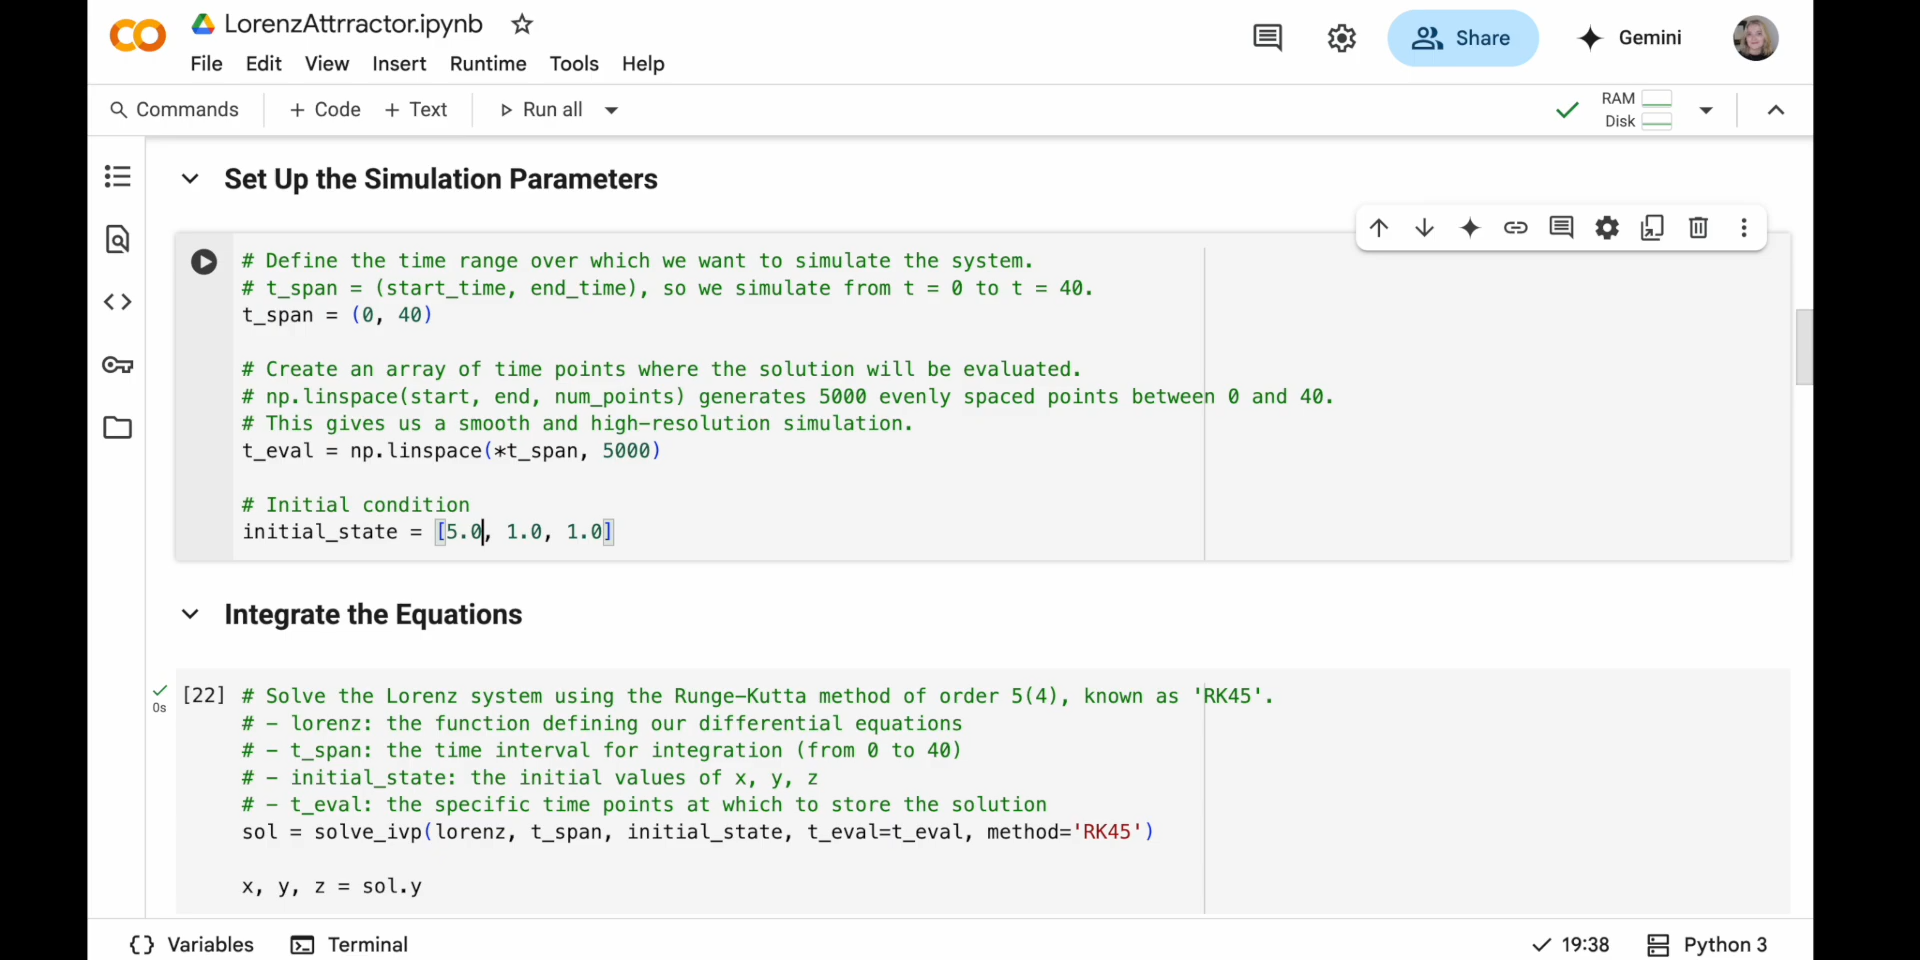 LorenzAttrractor.ipynb
File Edit View Insert Runtime Tools Help
Share
Gemini
Commands + Code + Text Run all
RAM
Disk
Set Up the Simulation Parameters
# Define the time range over which we want to simulate the system.
# t_span = (start_time, end_time), so we simulate from t = 0 to t = 40.
t_span = (0, 40)
# Create an array of time points where the solution will be evaluated.
# np.linspace(start, end, num_points) generates 5000 evenly spaced points between 0 and 40.
# This gives us a smooth and high-resolution simulation.
t_eval = np.linspace(*t_span, 5000)
# Initial condition
initial_state = [5.0, 1.0, 1.0]
Integrate the Equations
[22]
0s
# Solve the Lorenz system using the Runge-Kutta method of order 5(4), known as 'RK45'.
# - lorenz: the function defining our differential equations
# - t_span: the time interval for integration (from 0 to 40)
# - initial_state: the initial values of x, y, z
# - t_eval: the specific time points at which to store the solution
sol = solve_ivp(lorenz, t_span, initial_state, t_eval=t_eval, method='RK45')
x, y, z = sol.y
{} Variables Terminal
19:38 Python 3